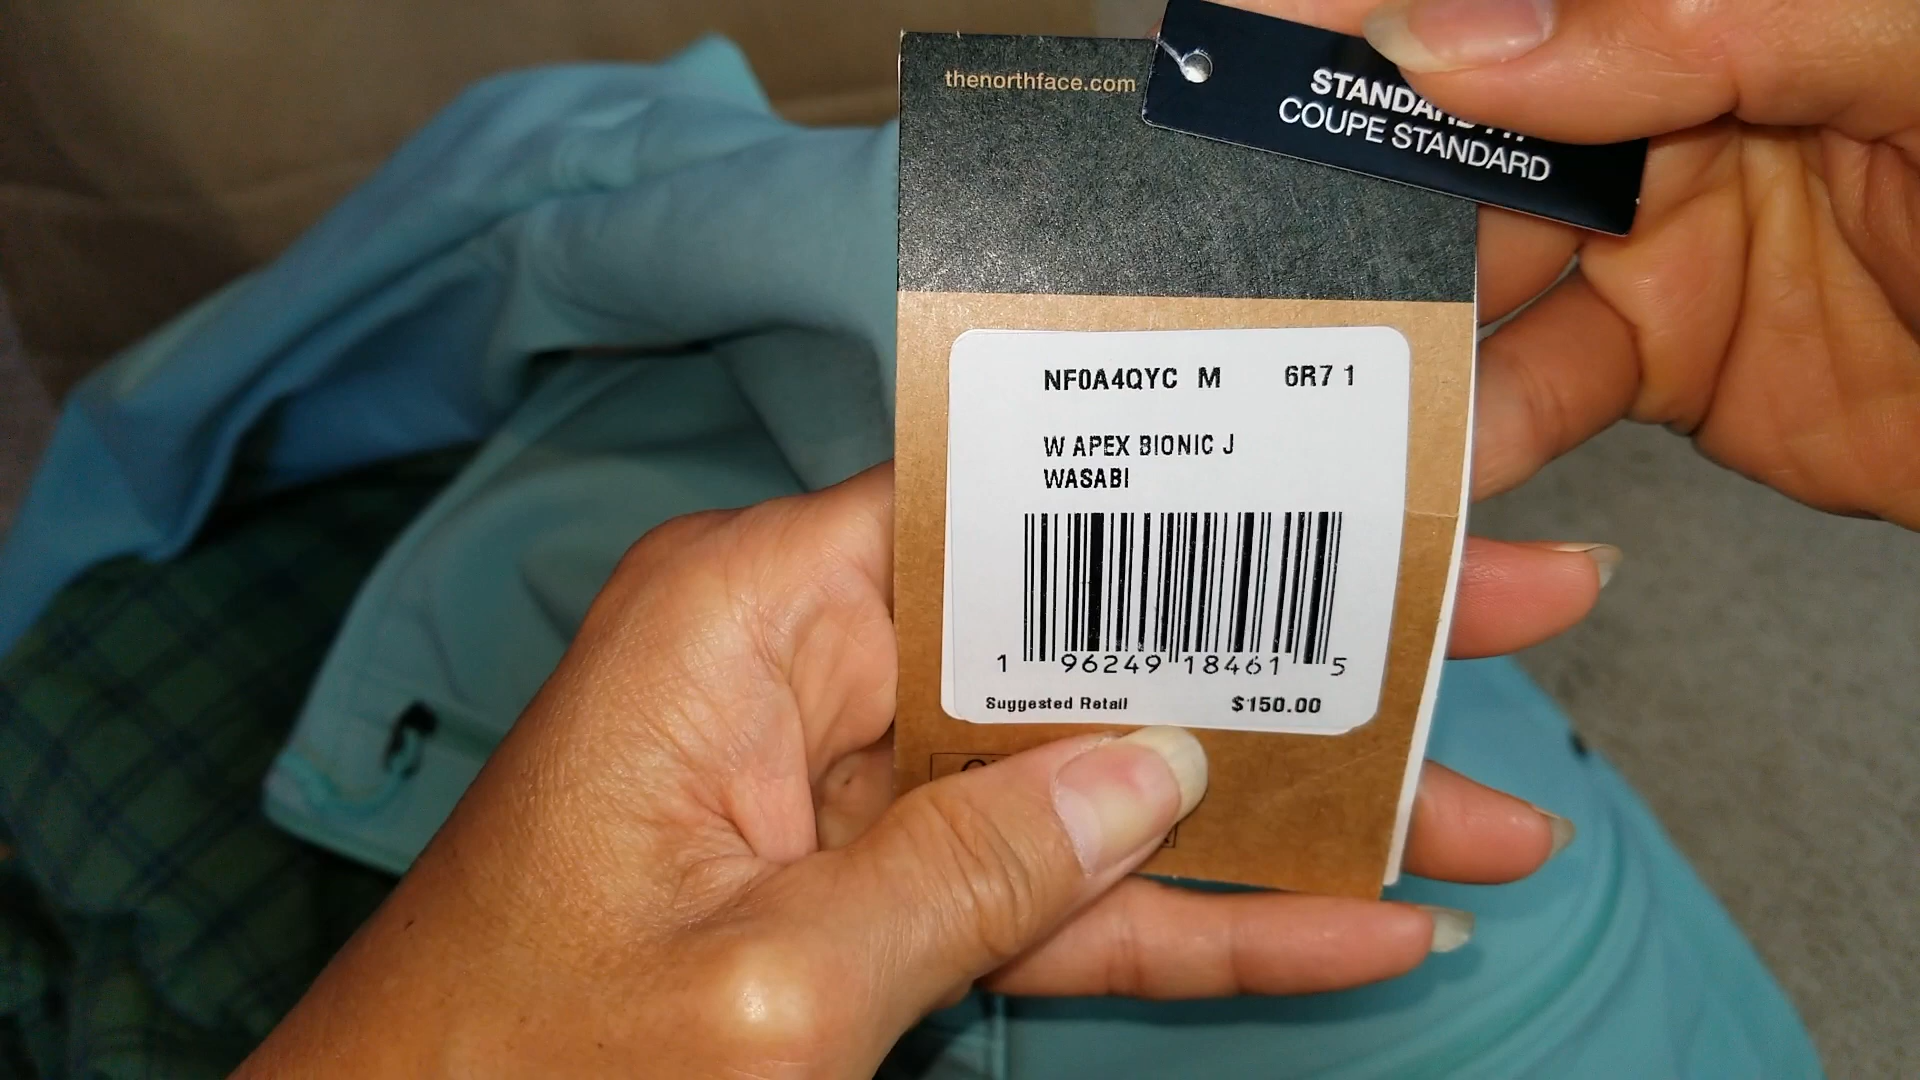 thenorthface.com
COUPE STANDARD
NF0A4QYC M 6R7 1
W APEX BIONIC J
WASABI
1 96249 18461 5
Suggested Retail $150.00